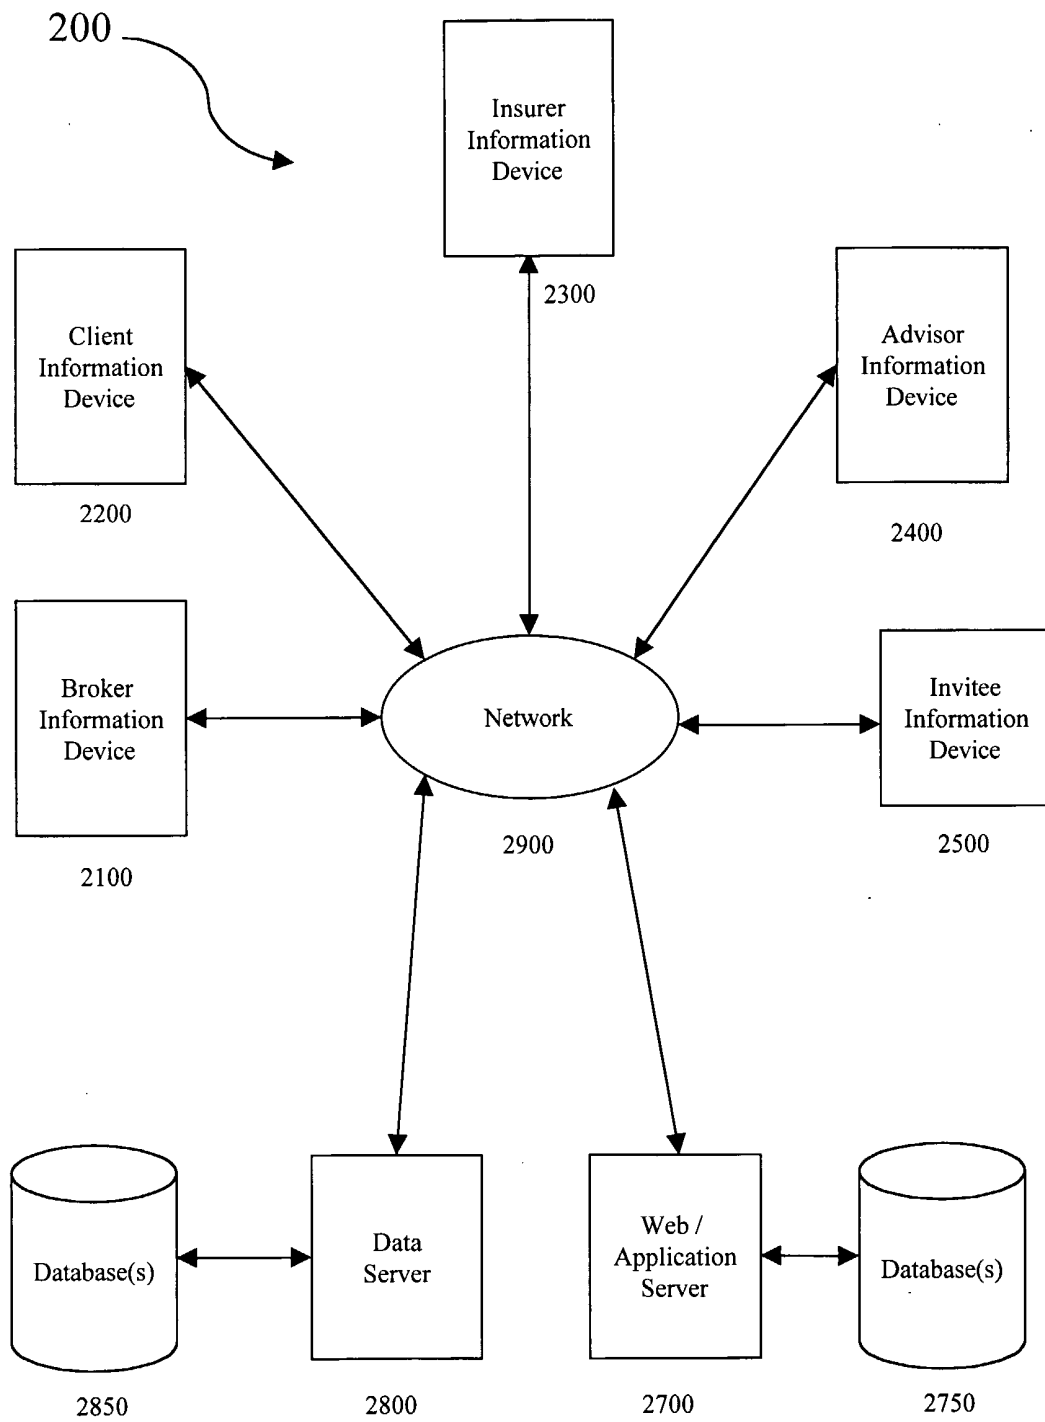 200
Insurer
Information
Device
2300
Client
Information
Device
2200
Advisor
Information
Device
2400
Broker
Information
Device
2100
Network
2900
Invitee
Information
Device
2500
Database(s)
2850
Data
Server
2800
Web /
Application
Server
2700
Database(s)
2750